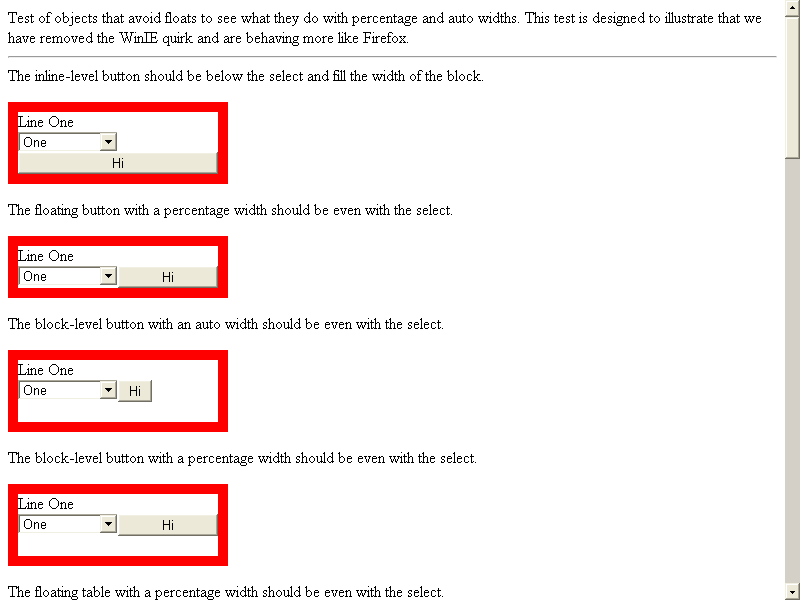 Test of objects that avoid floats to see what they do with percentage and auto widths. This test is designed to illustrate that we
have removed the WinIE quirk and are behaving more like Firefox.
The inline-level button should be below the select and fill the width of the block.
Line One
One
Hi
The floating button with a percentage width should be even with the select.
Line One
One Hi
The block-level button with an auto width should be even with the select.
Line One
One Hi
The block-level button with a percentage width should be even with the select.
Line One
One Hi
The floating table with a percentage width should be even with the select.